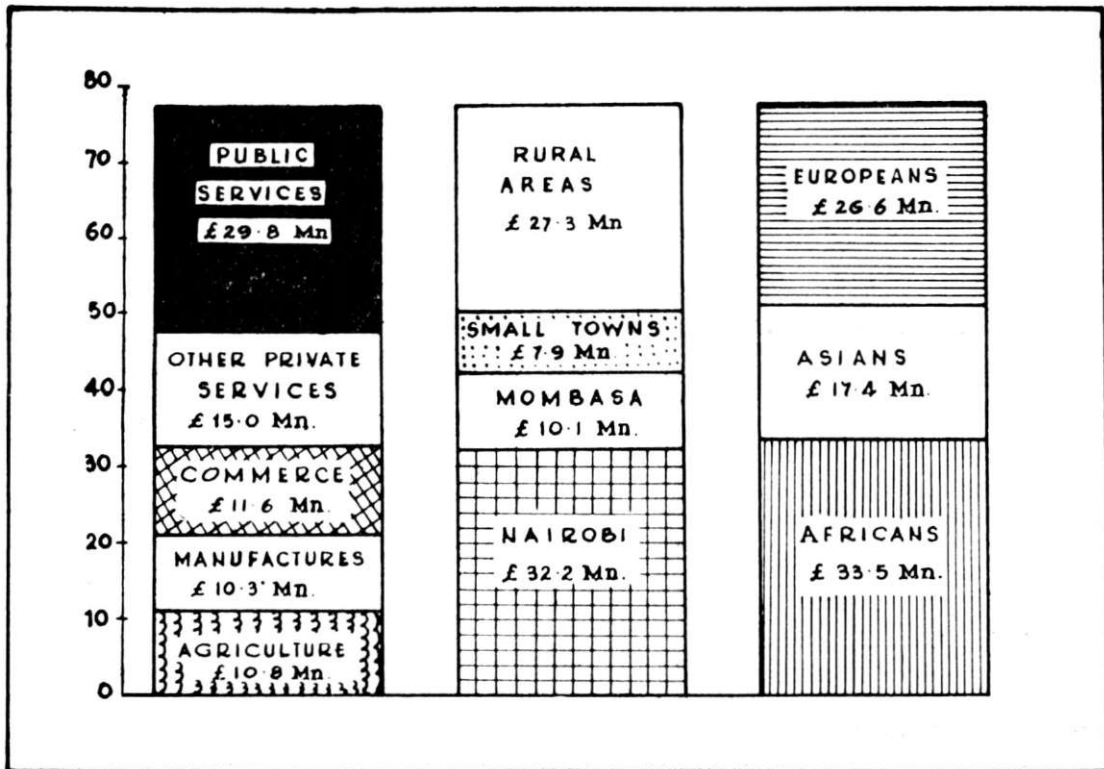 80
70
60
50
40
30
20
10
0
PUBLIC
SERVICES
£29·8 Mn
OTHER PRIVATE
SERVICES
£15·0 Mn.
COMMERCE
£11·6 Mn.
MANUFACTURES
£10·3 Mn.
AGRICULTURE
£10·8 Mn.
RURAL
AREAS
£27·3 Mn
SMALL TOWNS
£7·9 Mn.
MOMBASA
£10·1 Mn.
NAIROBI
£32·2 Mn.
EUROPEANS
£26·6 Mn.
ASIANS
£17·4 Mn.
AFRICANS
£33·5 Mn.